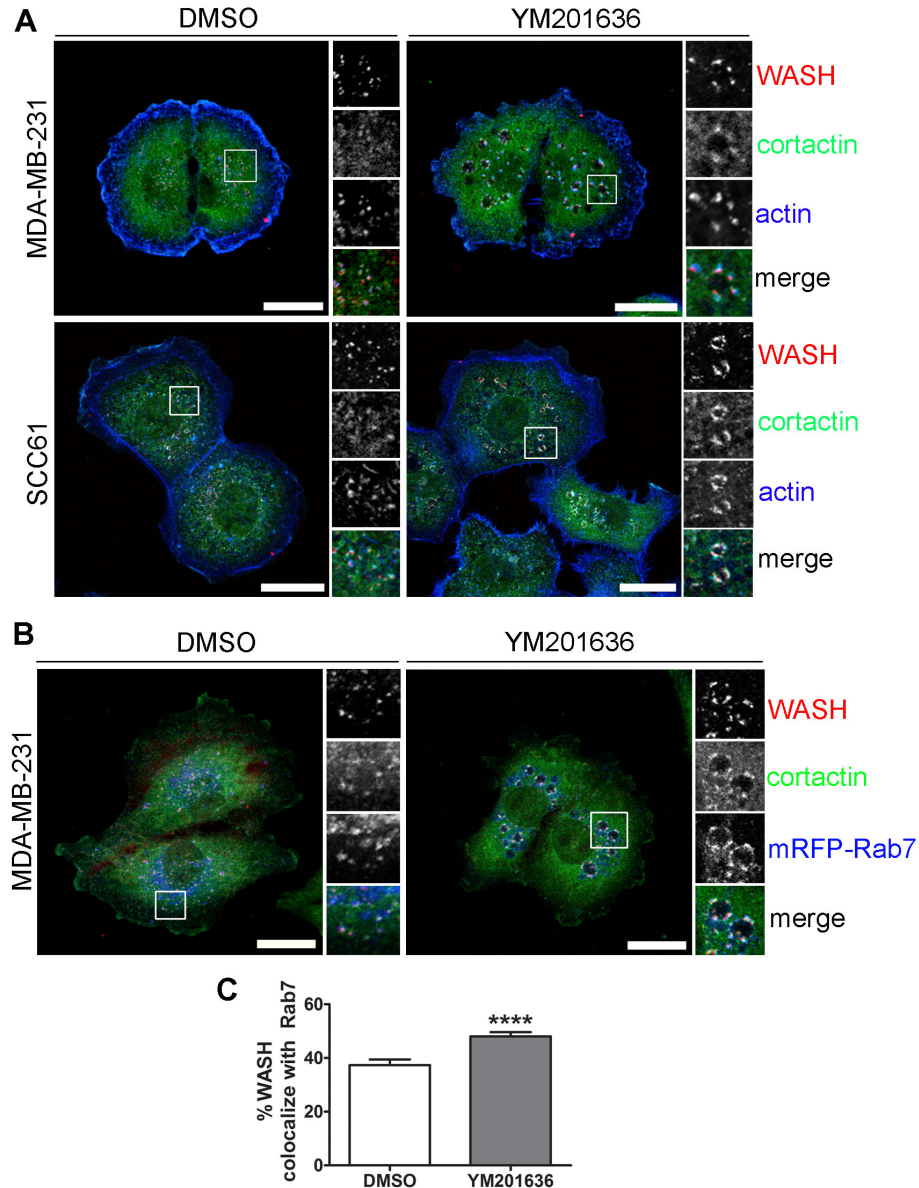 A
DMSO
YM201636
MDA-MB-231
WASH
cortactin
actin
merge
SCC61
WASH
cortactin
actin
merge
B
DMSO
YM201636
MDA-MB-231
WASH
cortactin
mRFP-Rab7
merge
C
% WASH
colocalize with Rab7
60
40
20
0
****
DMSO
YM201636